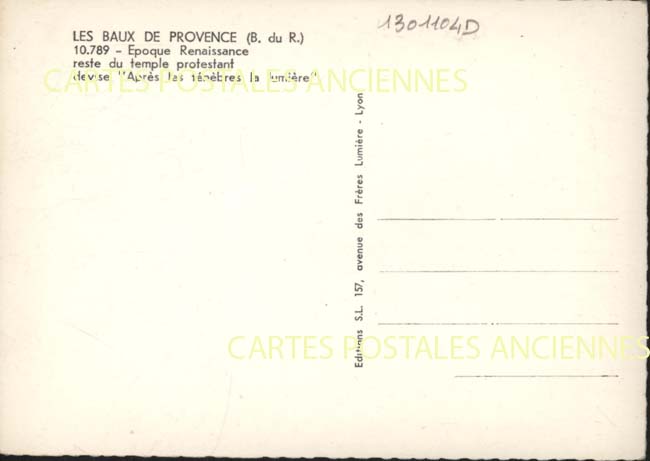 1301104D
LES BAUX DE PROVENCE (B. du R.)
10.789 - Epoque Renaissance
reste du temple protestant
devise "Après les ténèbres la lumière"
CARTES POSTALES ANCIENNES
Editions S.L. 157, avenue des Frères Lumière - Lyon
CARTES POSTALES ANCIENNES